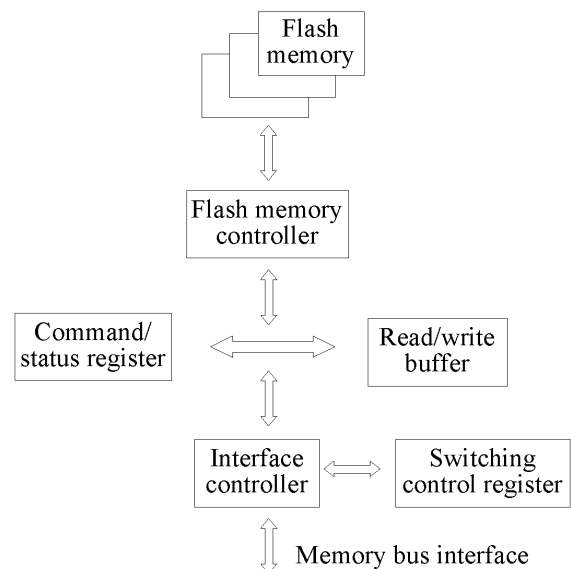 Flash
memory
Flash memory
controller
Command/
status register
Read/write
buffer
Interface
controller
Switching
control register
Memory bus interface